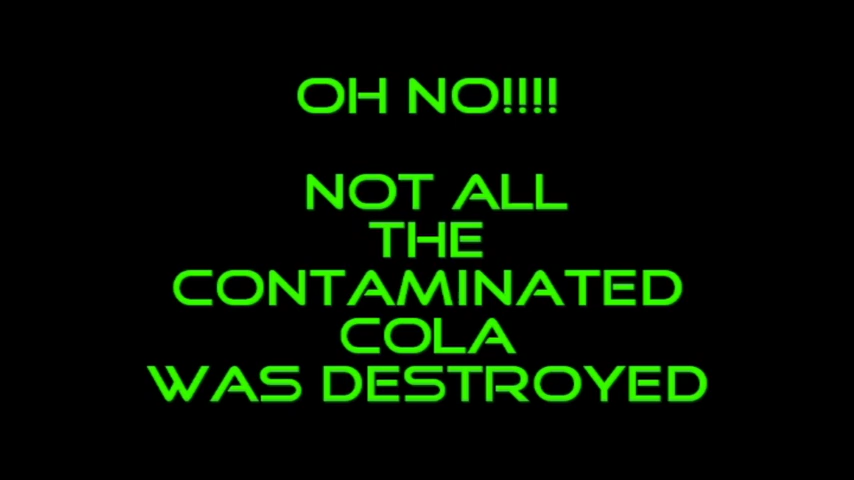 OH NO!!!!
NOT ALL
THE
CONTAMINATED
COLA
WAS DESTROYED